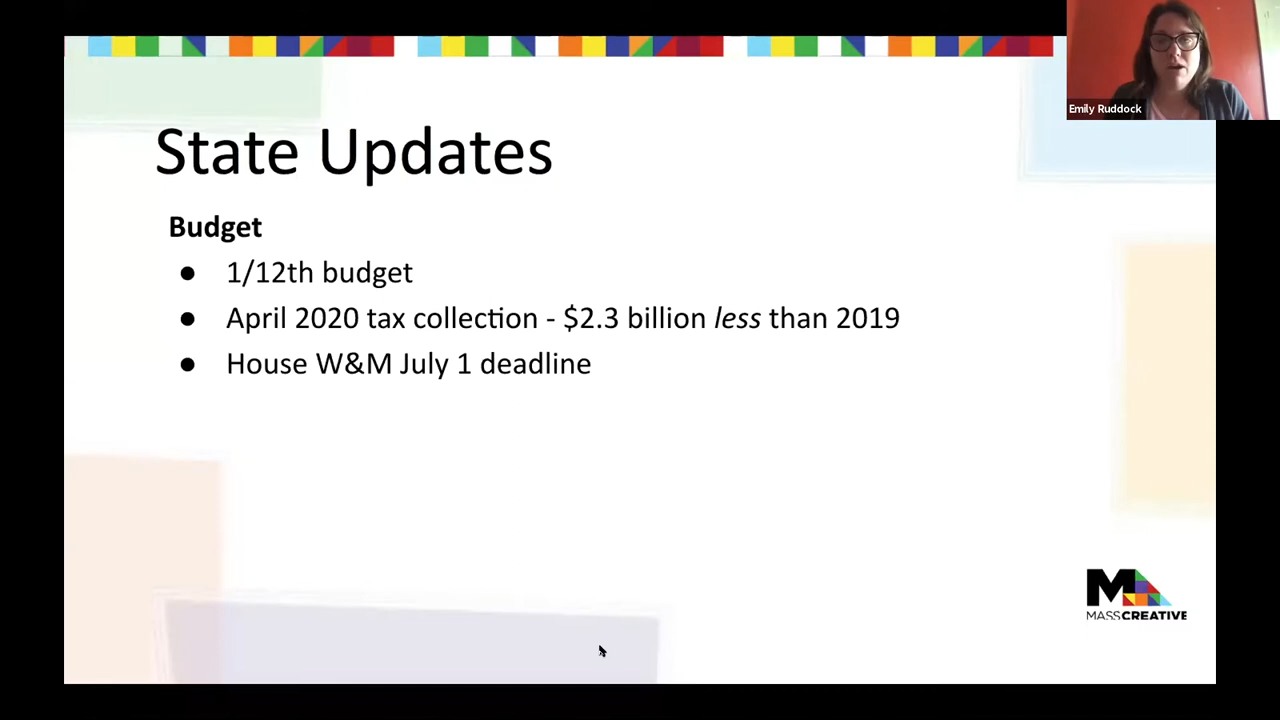 Emily Ruddock
State Updates
Budget
● 1/12th budget
● April 2020 tax collection - $2.3 billion less than 2019
● House W&M July 1 deadline
M
MASSCREATIVE